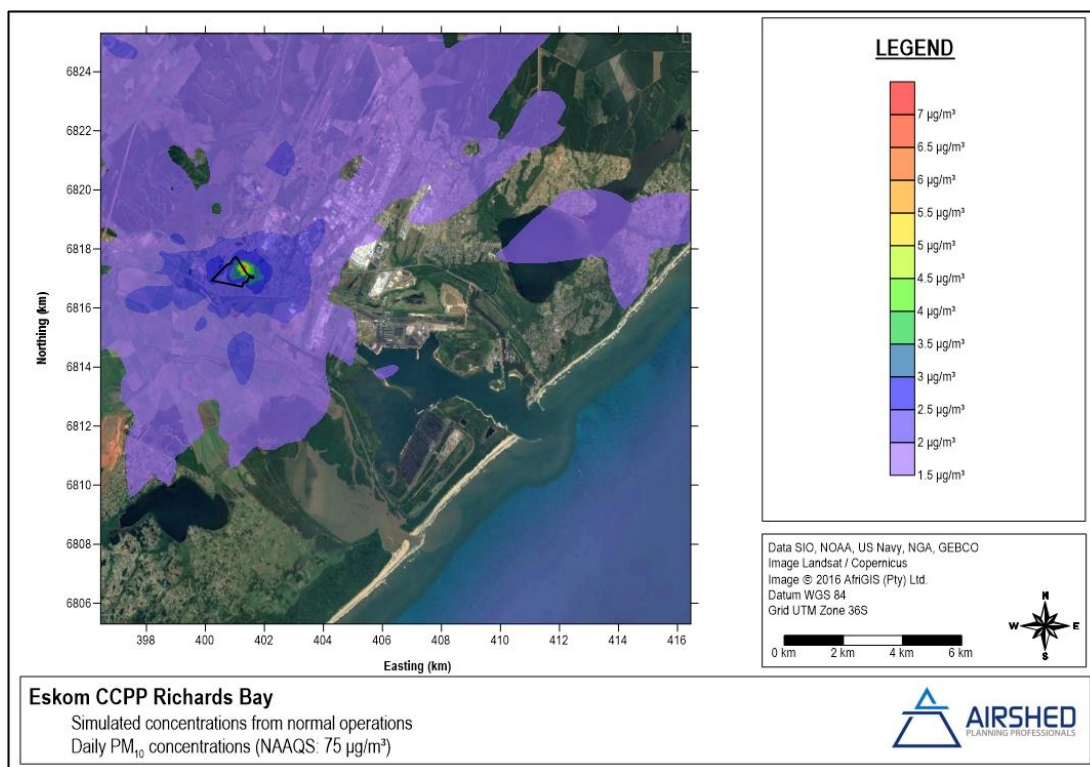 6824
6822
6820
6818
6816
6814
6812
6810
6808
6806
Northing (km)
398 400 402 404 406 408 410 412 414 416
Easting (km)
LEGEND
7 µg/m³
6.5 µg/m³
6 µg/m³
5.5 µg/m³
5 µg/m³
4.5 µg/m³
4 µg/m³
3.5 µg/m³
3 µg/m³
2.5 µg/m³
2 µg/m³
1.5 µg/m³
Data SIO, NOAA, US Navy, NGA, GEBCO
Image Landsat / Copernicus
Image © 2016 AfriGIS (Pty) Ltd.
Datum WGS 84
Grid UTM Zone 36S
N
W E
S
0 km 2 km 4 km 6 km
Eskom CCPP Richards Bay
Simulated concentrations from normal operations
Daily PM₁₀ concentrations (NAAQS: 75 µg/m³)
AIRSHED
PLANNING PROFESSIONALS